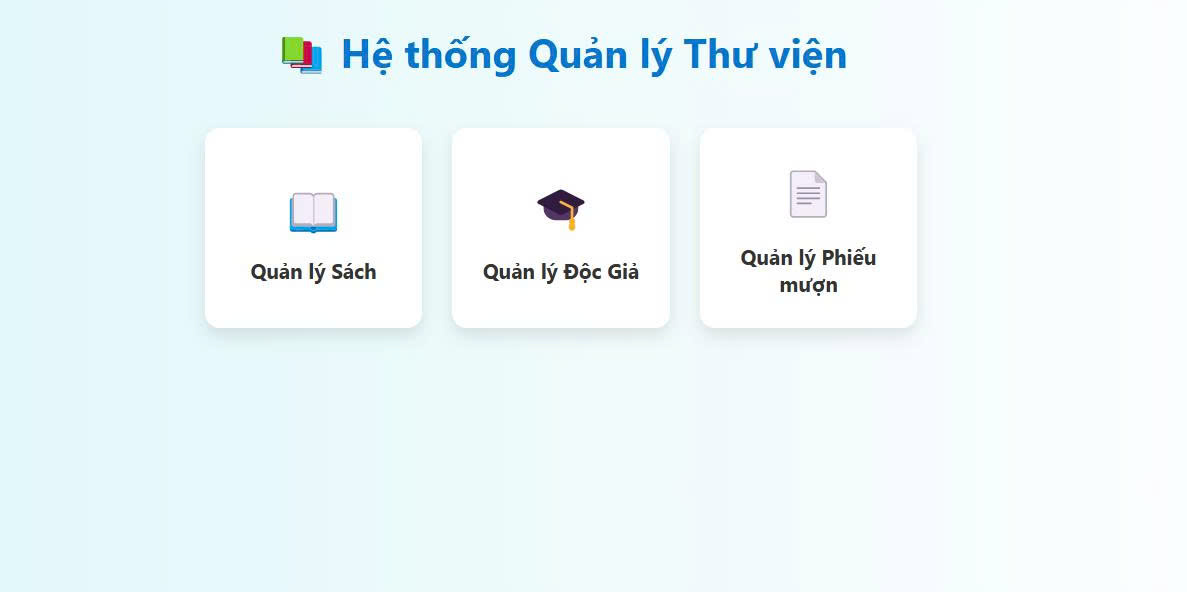 Hệ thống Quản lý Thư viện
Quản lý Sách
Quản lý Độc Giả
Quản lý Phiếu
mượn